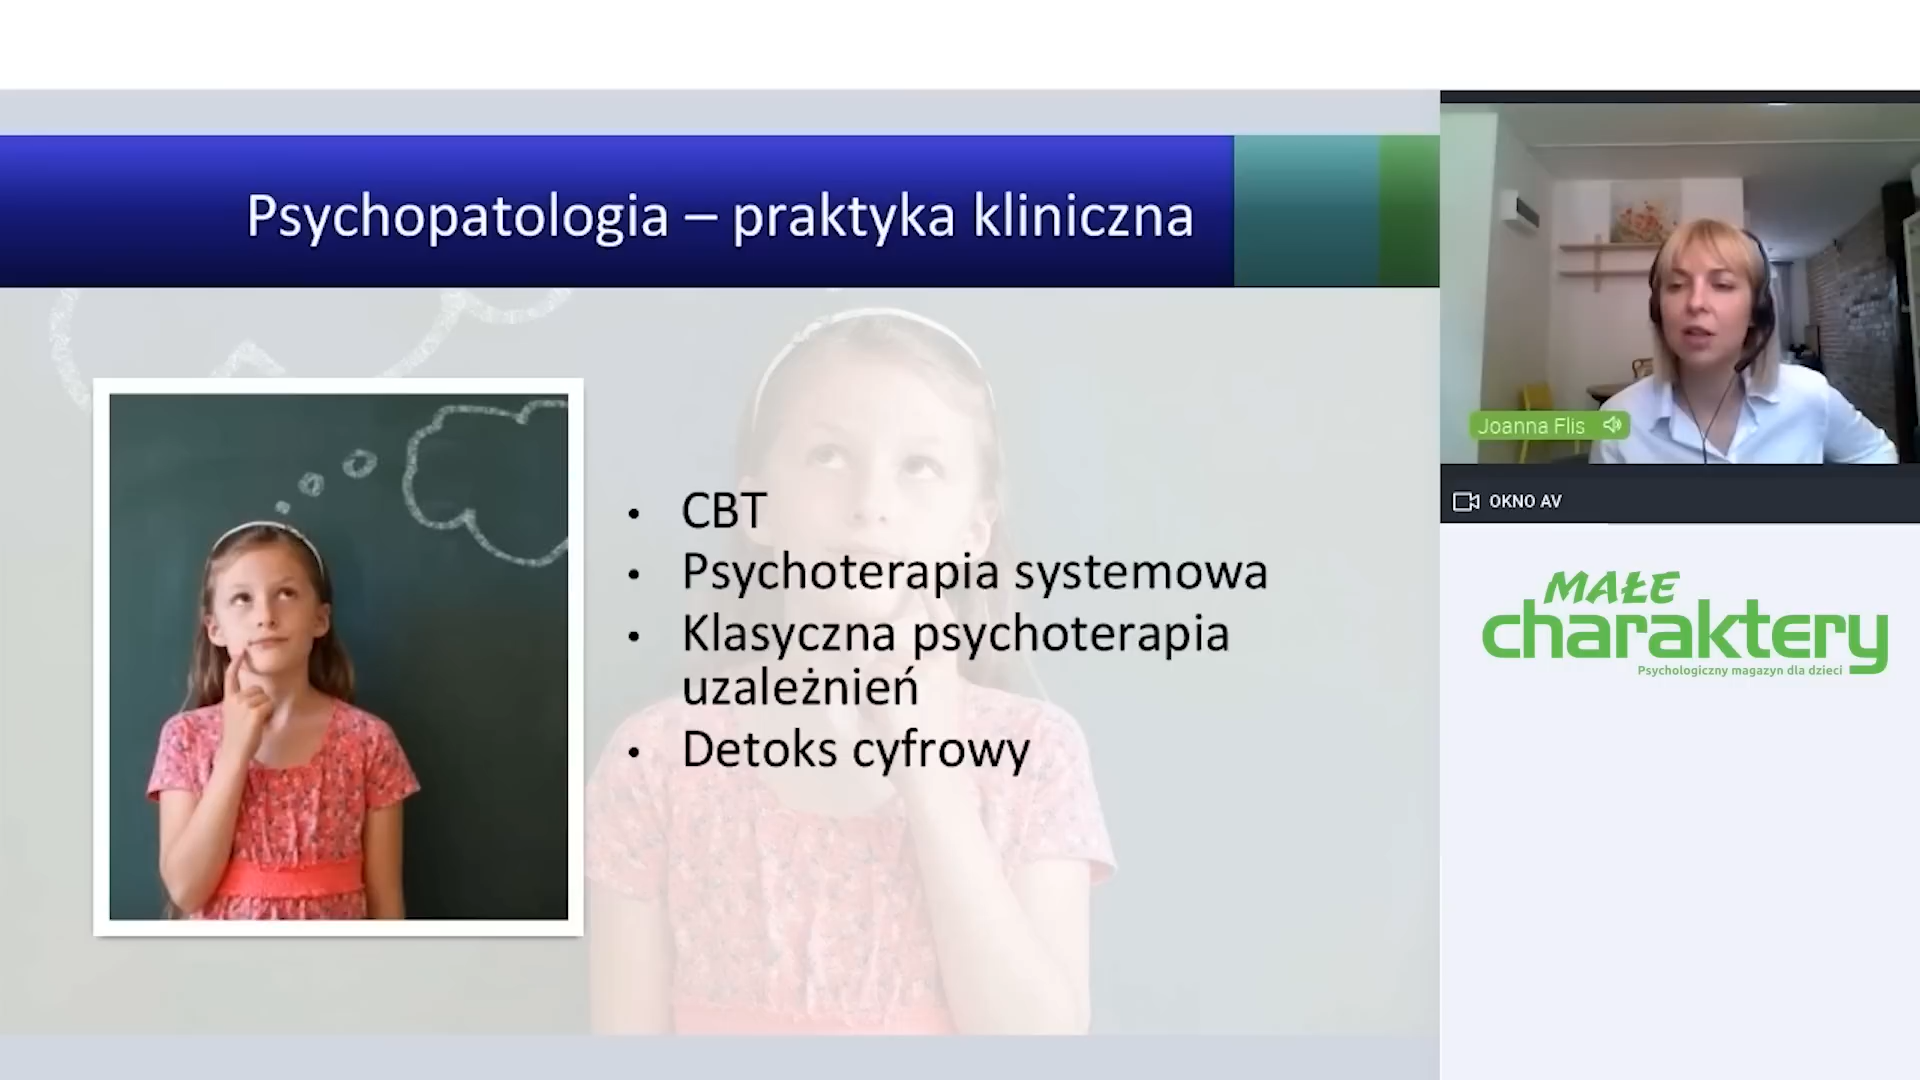 Psychopatologia – praktyka kliniczna
• CBT
• Psychoterapia systemowa
• Klasyczna psychoterapia
uzależnień
• Detoks cyfrowy
Joanna Flis
OKNO AV
MAŁE
charaktery
Psychologiczny magazyn dla dzieci